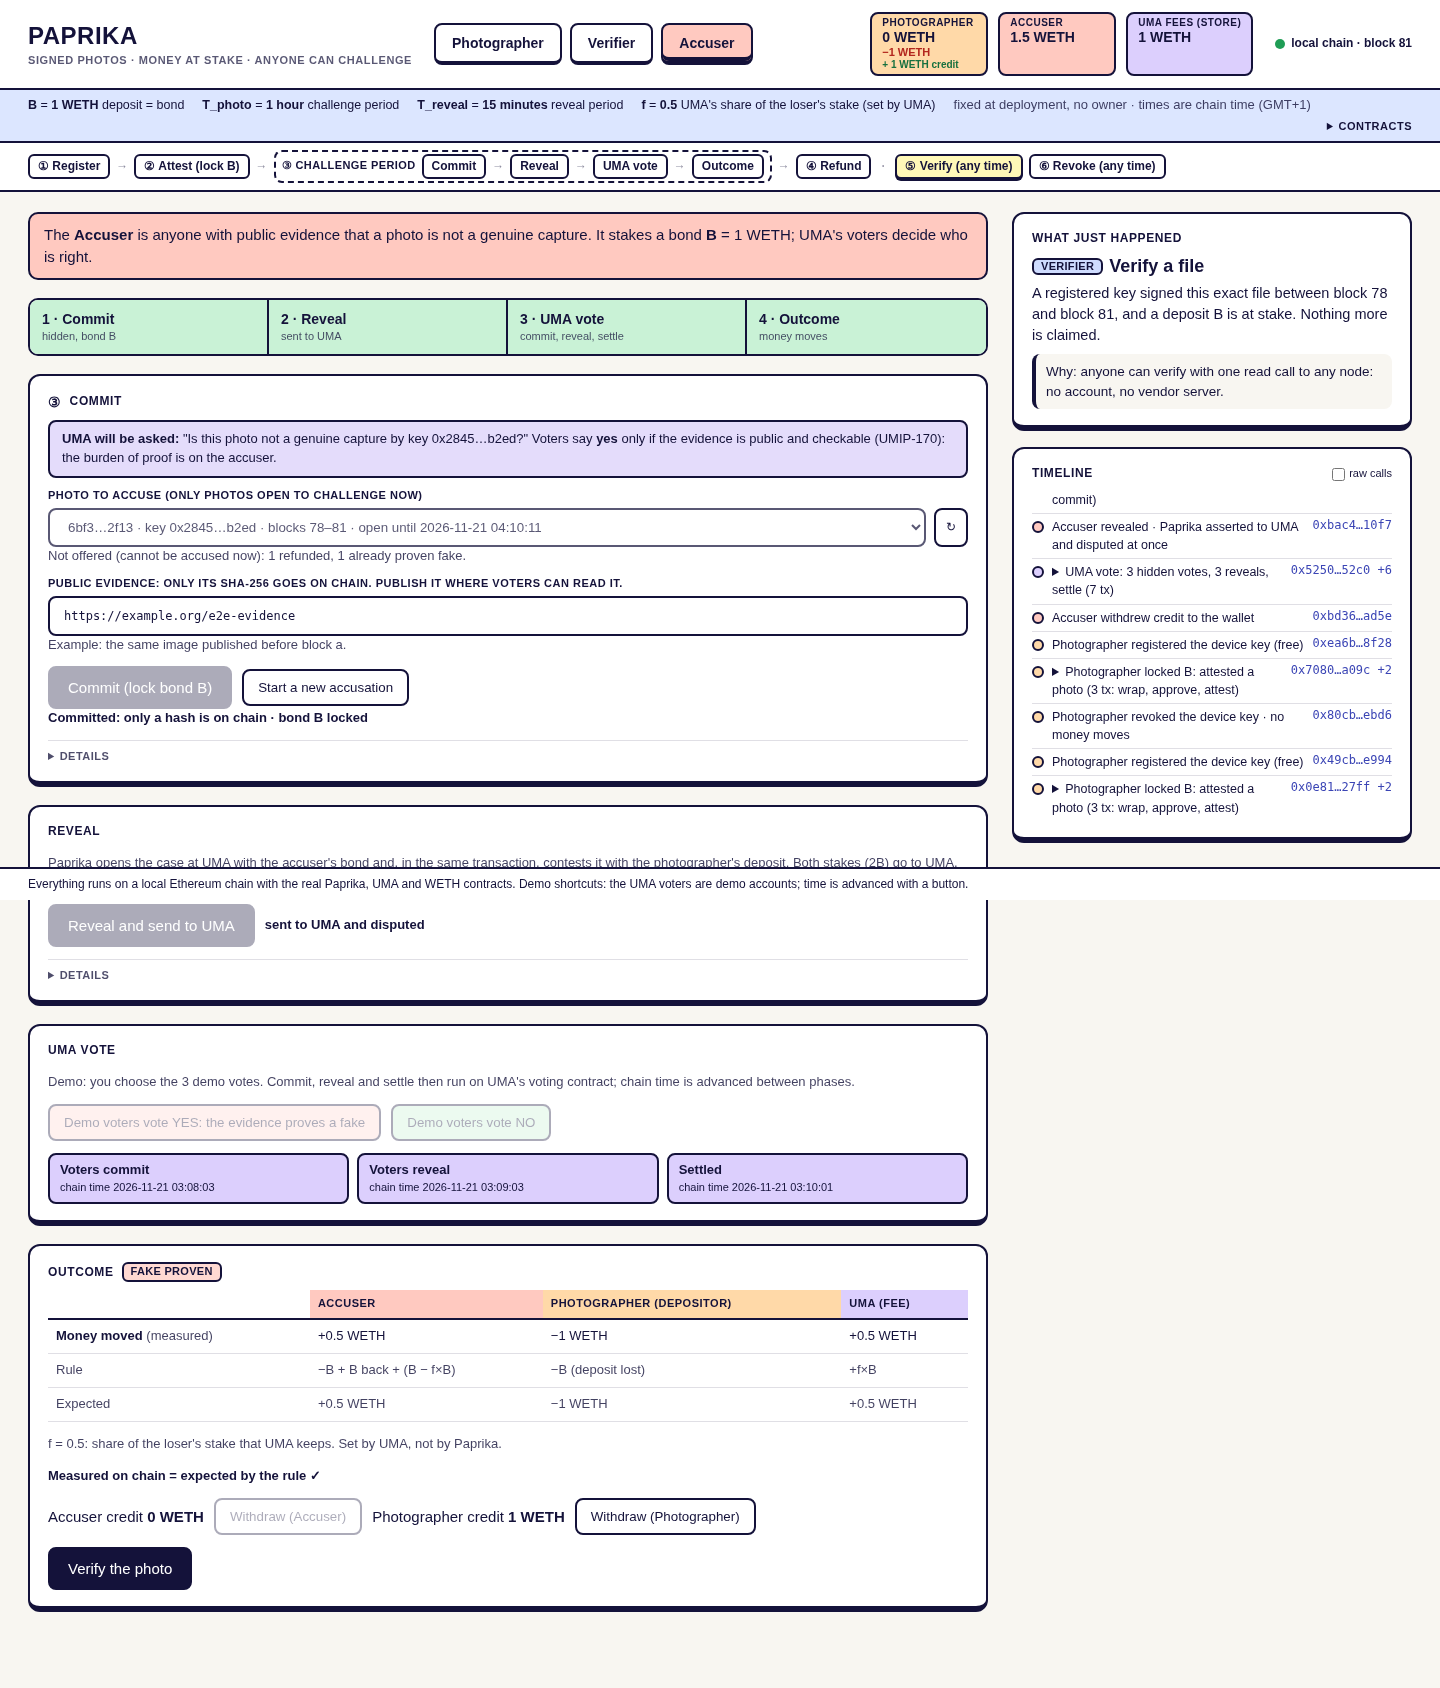 PAPRIKA
SIGNED PHOTOS · MONEY AT STAKE · ANYONE CAN CHALLENGE
Photographer
Verifier
Accuser
PHOTOGRAPHER
0 WETH
−1 WETH
+ 1 WETH credit
ACCUSER
1.5 WETH
UMA FEES (STORE)
1 WETH
local chain · block 81
B = 1 WETH deposit = bond T_photo = 1 hour challenge period T_reveal = 15 minutes reveal period f = 0.5 UMA's share of the loser's stake (set by UMA) fixed at deployment, no owner · times are chain time (GMT+1)
▸ CONTRACTS
① Register → ② Attest (lock B) → ③ CHALLENGE PERIOD Commit → Reveal → UMA vote → Outcome → ④ Refund · ⑤ Verify (any time) ⑥ Revoke (any time)
The Accuser is anyone with public evidence that a photo is not a genuine capture. It stakes a bond B = 1 WETH; UMA's voters decide who
is right.
1 · Commit
hidden, bond B
2 · Reveal
sent to UMA
3 · UMA vote
commit, reveal, settle
4 · Outcome
money moves
③ COMMIT
UMA will be asked: "Is this photo not a genuine capture by key 0x2845…b2ed?" Voters say yes only if the evidence is public and checkable (UMIP-170):
the burden of proof is on the accuser.
PHOTO TO ACCUSE (ONLY PHOTOS OPEN TO CHALLENGE NOW)
6bf3…2f13 · key 0x2845…b2ed · blocks 78–81 · open until 2026-11-21 04:10:11
↻
Not offered (cannot be accused now): 1 refunded, 1 already proven fake.
PUBLIC EVIDENCE: ONLY ITS SHA-256 GOES ON CHAIN. PUBLISH IT WHERE VOTERS CAN READ IT.
https://example.org/e2e-evidence
Example: the same image published before block a.
Commit (lock bond B)
Start a new accusation
Committed: only a hash is on chain · bond B locked
▸ DETAILS
REVEAL
Paprika opens the case at UMA with the accuser's bond and, in the same transaction, contests it with the photographer's deposit. Both stakes (2B) go to UMA.
Everything runs on a local Ethereum chain with the real Paprika, UMA and WETH contracts. Demo shortcuts: the UMA voters are demo accounts; time is advanced with a button.
Reveal and send to UMA
sent to UMA and disputed
▸ DETAILS
UMA VOTE
Demo: you choose the 3 demo votes. Commit, reveal and settle then run on UMA's voting contract; chain time is advanced between phases.
Demo voters vote YES: the evidence proves a fake
Demo voters vote NO
Voters commit
chain time 2026-11-21 03:08:03
Voters reveal
chain time 2026-11-21 03:09:03
Settled
chain time 2026-11-21 03:10:01
OUTCOME FAKE PROVEN
ACCUSER PHOTOGRAPHER (DEPOSITOR) UMA (FEE)
Money moved (measured) +0.5 WETH −1 WETH +0.5 WETH
Rule −B + B back + (B − f×B) −B (deposit lost) +f×B
Expected +0.5 WETH −1 WETH +0.5 WETH
f = 0.5: share of the loser's stake that UMA keeps. Set by UMA, not by Paprika.
Measured on chain = expected by the rule ✓
Accuser credit 0 WETH Withdraw (Accuser) Photographer credit 1 WETH Withdraw (Photographer)
Verify the photo
WHAT JUST HAPPENED
VERIFIER Verify a file
A registered key signed this exact file between block 78
and block 81, and a deposit B is at stake. Nothing more
is claimed.
Why: anyone can verify with one read call to any node:
no account, no vendor server.
TIMELINE
raw calls
commit)
Accuser revealed · Paprika asserted to UMA 0xbac4…10f7
and disputed at once
▸ UMA vote: 3 hidden votes, 3 reveals, 0x5250…52c0 +6
settle (7 tx)
Accuser withdrew credit to the wallet 0xbd36…ad5e
Photographer registered the device key (free) 0xea6b…8f28
▸ Photographer locked B: attested a 0x7080…a09c +2
photo (3 tx: wrap, approve, attest)
Photographer revoked the device key · no 0x80cb…ebd6
money moves
Photographer registered the device key (free) 0x49cb…e994
▸ Photographer locked B: attested a 0x0e81…27ff +2
photo (3 tx: wrap, approve, attest)